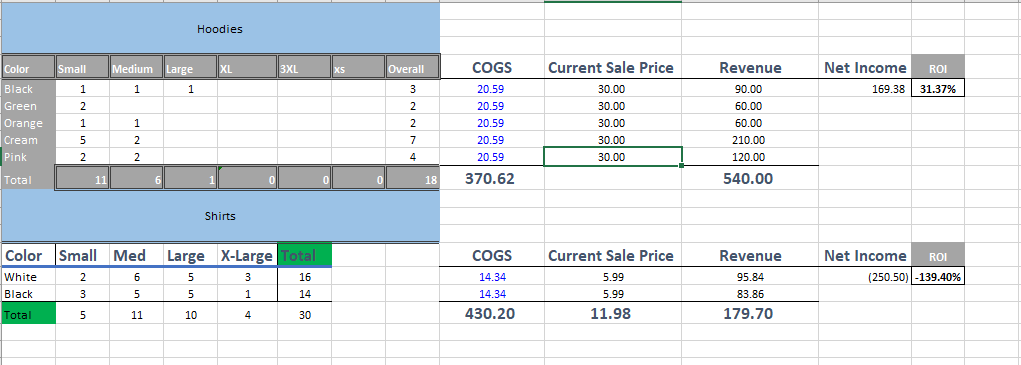 Hoodies
Color Small Medium Large XL 3XL xs Overall COGS Current Sale Price Revenue Net Income ROI
Black 1 1 1 3 20.59 30.00 90.00 169.38 31.37%
Green 2 2 20.59 30.00 60.00
Orange 1 1 2 20.59 30.00 60.00
Cream 5 2 7 20.59 30.00 210.00
Pink 2 2 4 20.59 30.00 120.00
Total 11 6 1 0 0 0 18 370.62 540.00
Shirts
Color Small Med Large X-Large Total COGS Current Sale Price Revenue Net Income ROI
White 2 6 5 3 16 14.34 5.99 95.84 (250.50) -139.40%
Black 3 5 5 1 14 14.34 5.99 83.86
Total 5 11 10 4 30 430.20 11.98 179.70